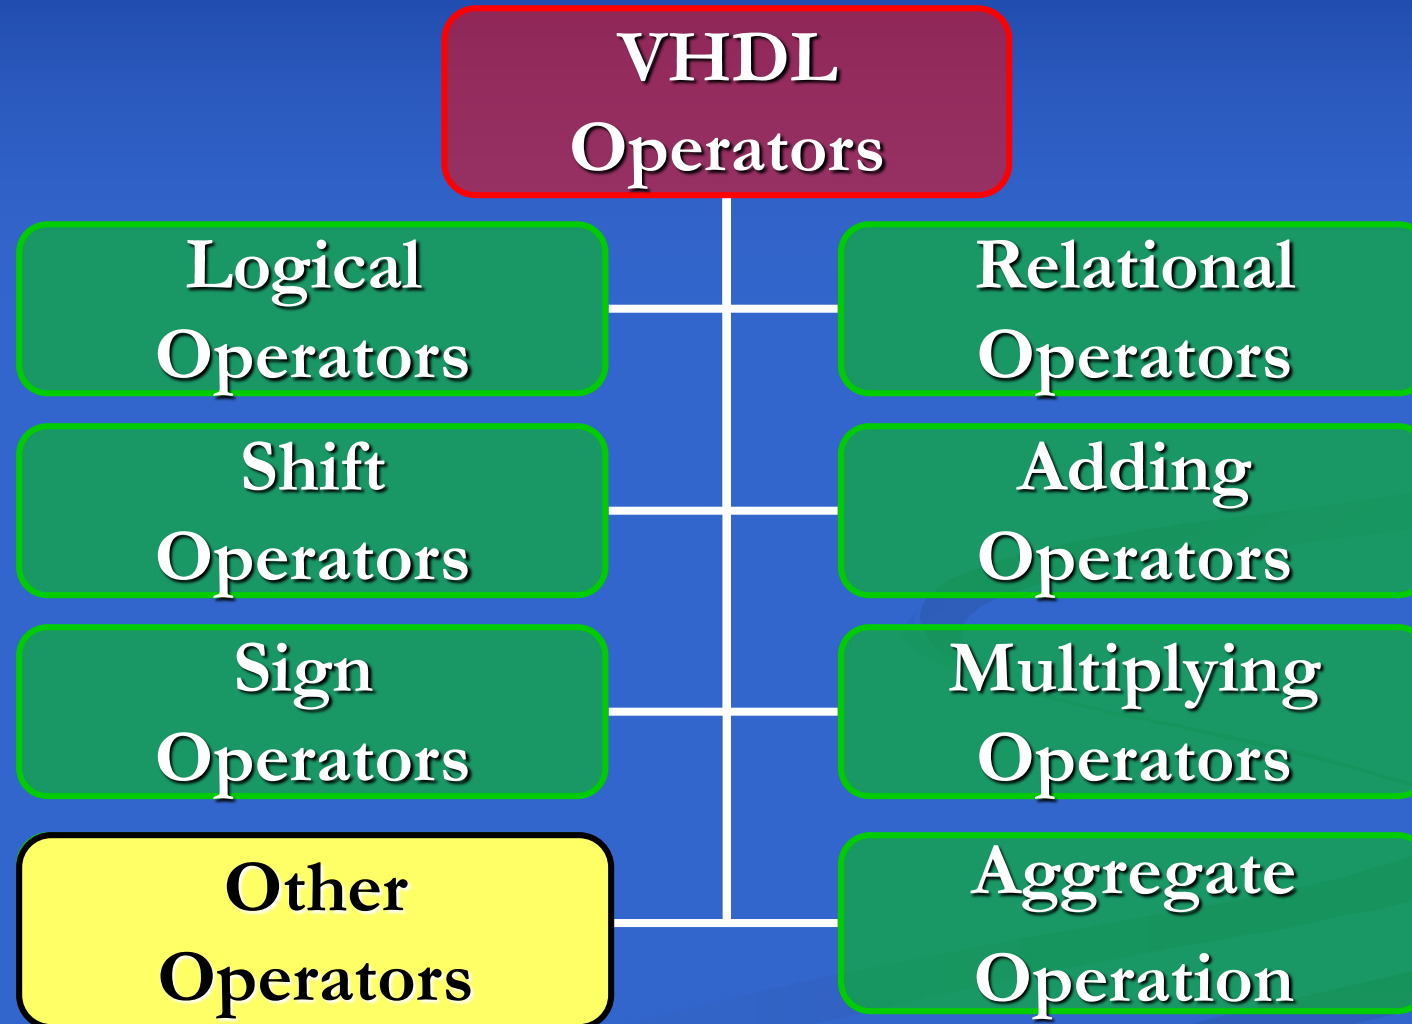 VHDL
Operators
Logical
Operators
Relational
Operators
Shift
Operators
Adding
Operators
Sign
Operators
Multiplying
Operators
Other
Operators
Aggregate
Operation